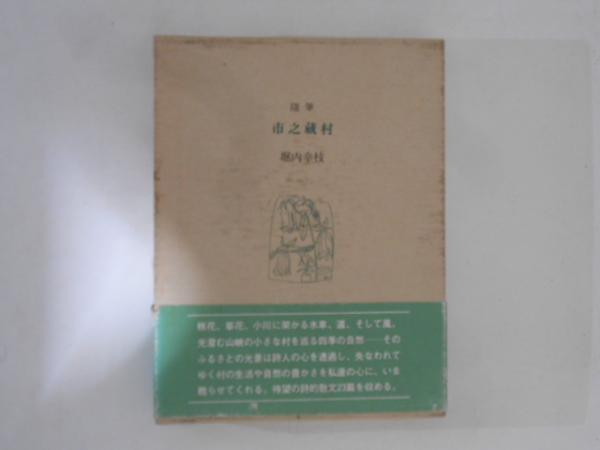 随筆
市之蔵村
堀内幸枝
桃花、菊花、小川に架かる水車、道、そして風。
光澄む山峡の小さな村を巡る四季の自然――その
ふるさとの光景は詩人の心を透過し、失なわれて
ゆく村の生活や自然の豊かさを私達の心に、いま
甦らせてくれる。待望の詩的散文23篇を収める。